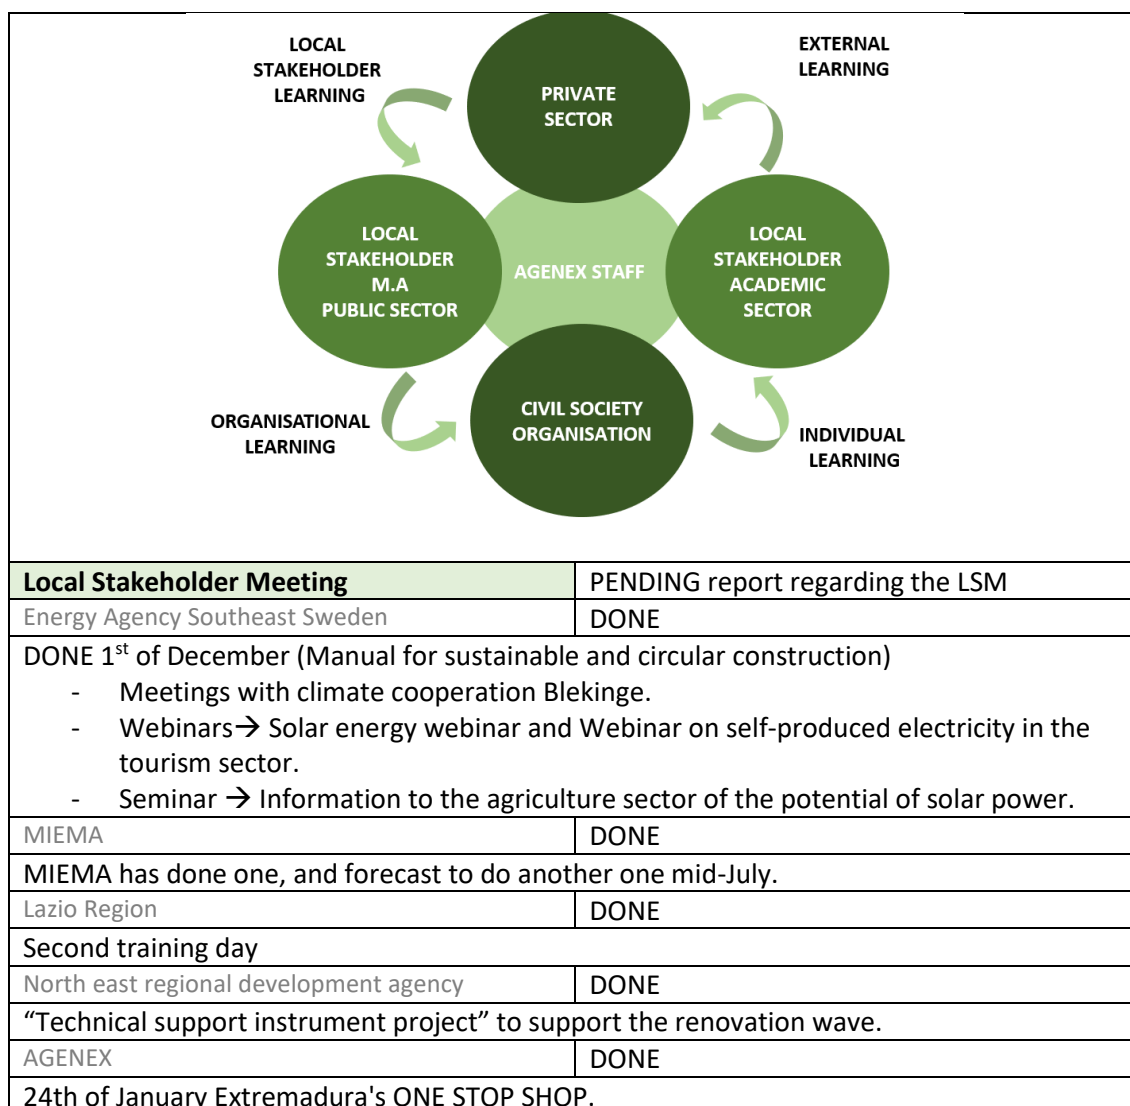 LOCAL
STAKEHOLDER
LEARNING
EXTERNAL
LEARNING
PRIVATE
SECTOR
LOCAL
STAKEHOLDER
M.A
PUBLIC SECTOR
AGENEX STAFF
LOCAL
STAKEHOLDER
ACADEMIC
SECTOR
ORGANISATIONAL
LEARNING
CIVIL SOCIETY
ORGANISATION
INDIVIDUAL
LEARNING
Local Stakeholder Meeting PENDING report regarding the LSM
Energy Agency Southeast Sweden DONE
DONE 1st of December (Manual for sustainable and circular construction)
- Meetings with climate cooperation Blekinge.
- Webinars→ Solar energy webinar and Webinar on self-produced electricity in the
tourism sector.
- Seminar → Information to the agriculture sector of the potential of solar power.
MIEMA DONE
MIEMA has done one, and forecast to do another one mid-July.
Lazio Region DONE
Second training day
North east regional development agency DONE
“Technical support instrument project” to support the renovation wave.
AGENEX DONE
24th of January Extremadura's ONE STOP SHOP.